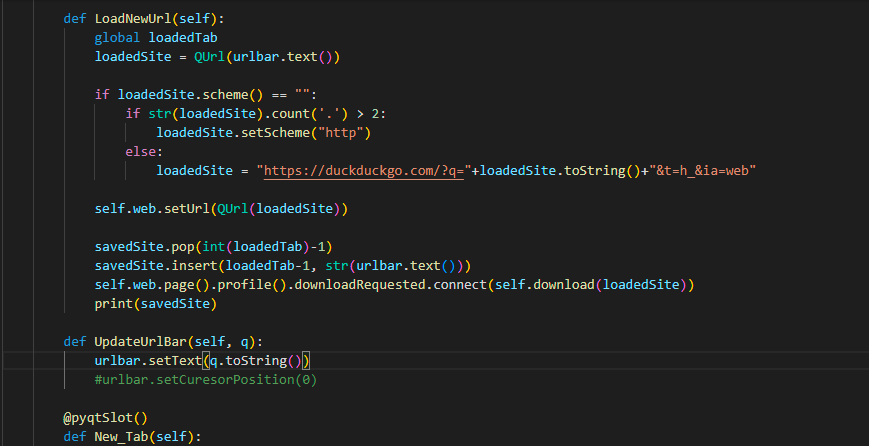 def LoadNewUrl(self):
global loadedTab
loadedSite = QUrl(urlbar.text())
if loadedSite.scheme() == "":
if str(loadedSite).count('.') > 2:
loadedSite.setScheme("http")
else:
loadedSite = "https://duckduckgo.com/?q="+loadedSite.toString()+"&t=h_&ia=web"
self.web.setUrl(QUrl(loadedSite))
savedSite.pop(int(loadedTab)-1)
savedSite.insert(loadedTab-1, str(urlbar.text()))
self.web.page().profile().downloadRequested.connect(self.download(loadedSite))
print(savedSite)
def UpdateUrlBar(self, q):
urlbar.setText(q.toString())
#urlbar.setCuresorPosition(0)
@pyqtSlot()
def New_Tab(self):